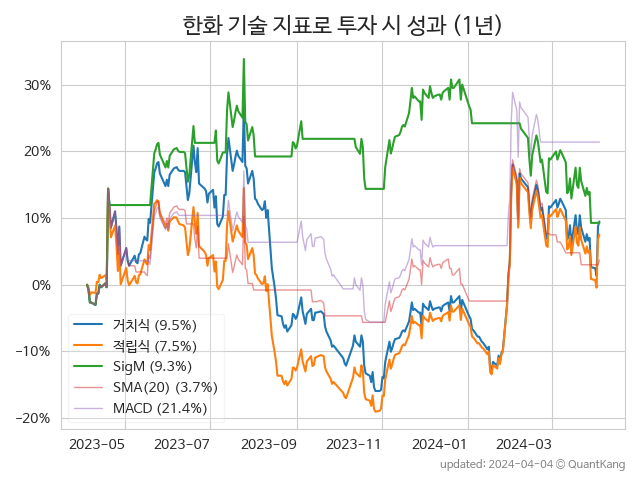 한화 기술 지표로 투자 시 성과 (1년)
30%
20%
10%
0%
−10%
−20%
거치식 (9.5%)
적립식 (7.5%)
SigM (9.3%)
SMA(20) (3.7%)
MACD (21.4%)
2023−05
2023−07
2023−09
2023−11
2024−01
2024−03
updated: 2024-04-04 ⓒ QuantKang